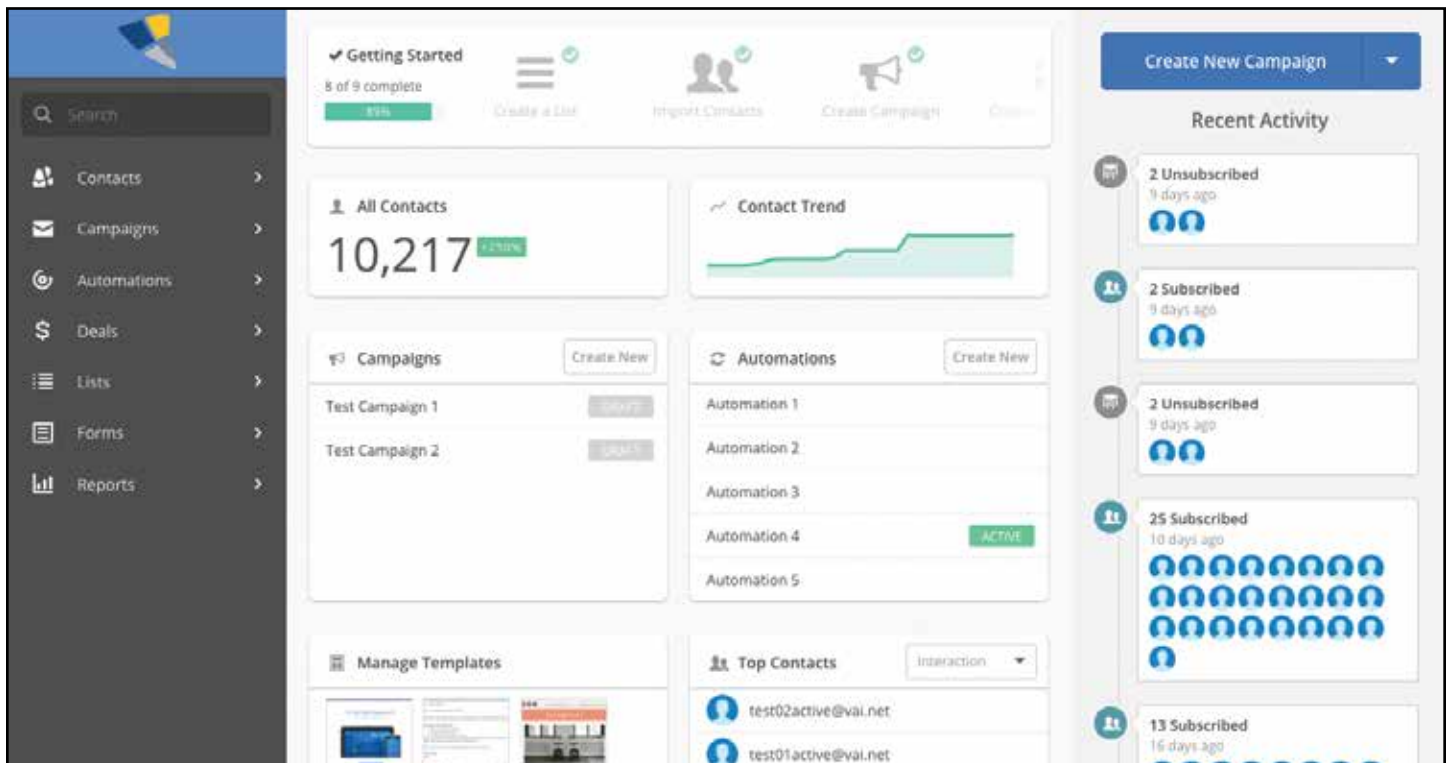 Search
Contacts
Campaigns
Automations
Deals
Lists
Forms
Reports
Getting Started
8 of 9 complete
89%
Create a List
Import Contacts
Create Campaign
All Contacts
10,217
Contact Trend
Campaigns
Create New
Test Campaign 1
DRAFT
Test Campaign 2
DRAFT
Automations
Create New
Automation 1
Automation 2
Automation 3
Automation 4
ACTIVE
Automation 5
Manage Templates
Top Contacts
Interaction
test02active@vai.net
test01active@vai.net
Create New Campaign
Recent Activity
2 Unsubscribed
9 days ago
2 Subscribed
9 days ago
2 Unsubscribed
9 days ago
25 Subscribed
10 days ago
13 Subscribed
16 days ago